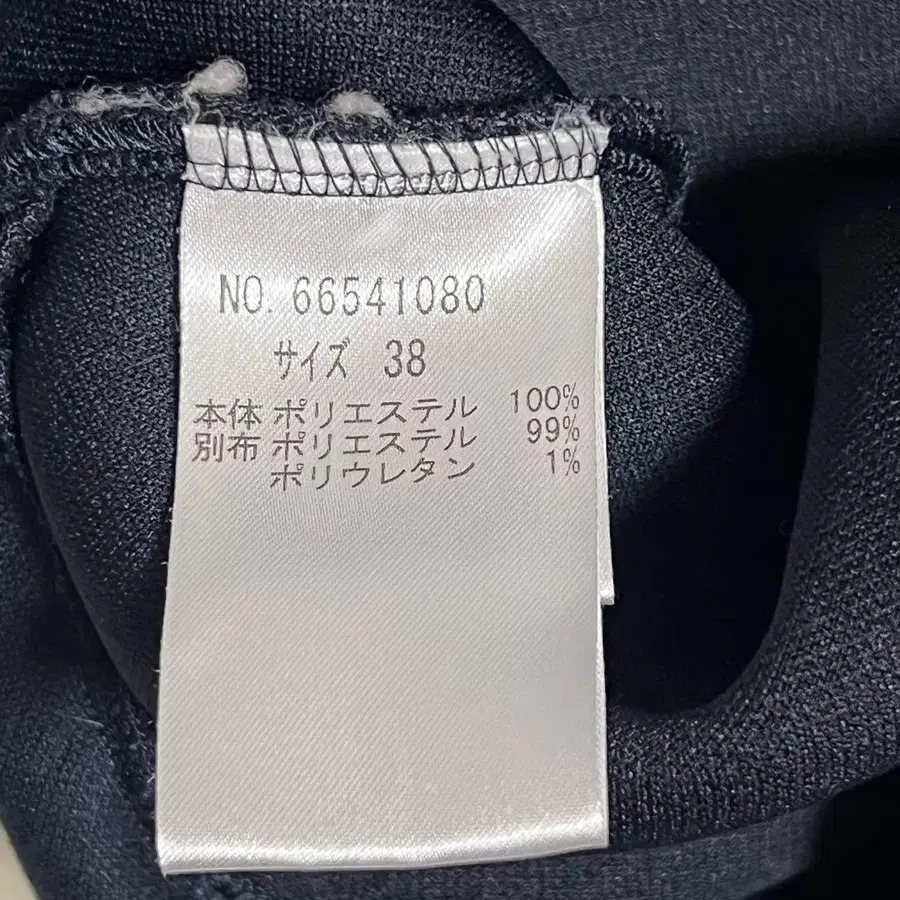 NO. 66541080
サイズ 38
本体 ポリエステル 100%
別布 ポリエステル 99%
ポリウレタン 1%